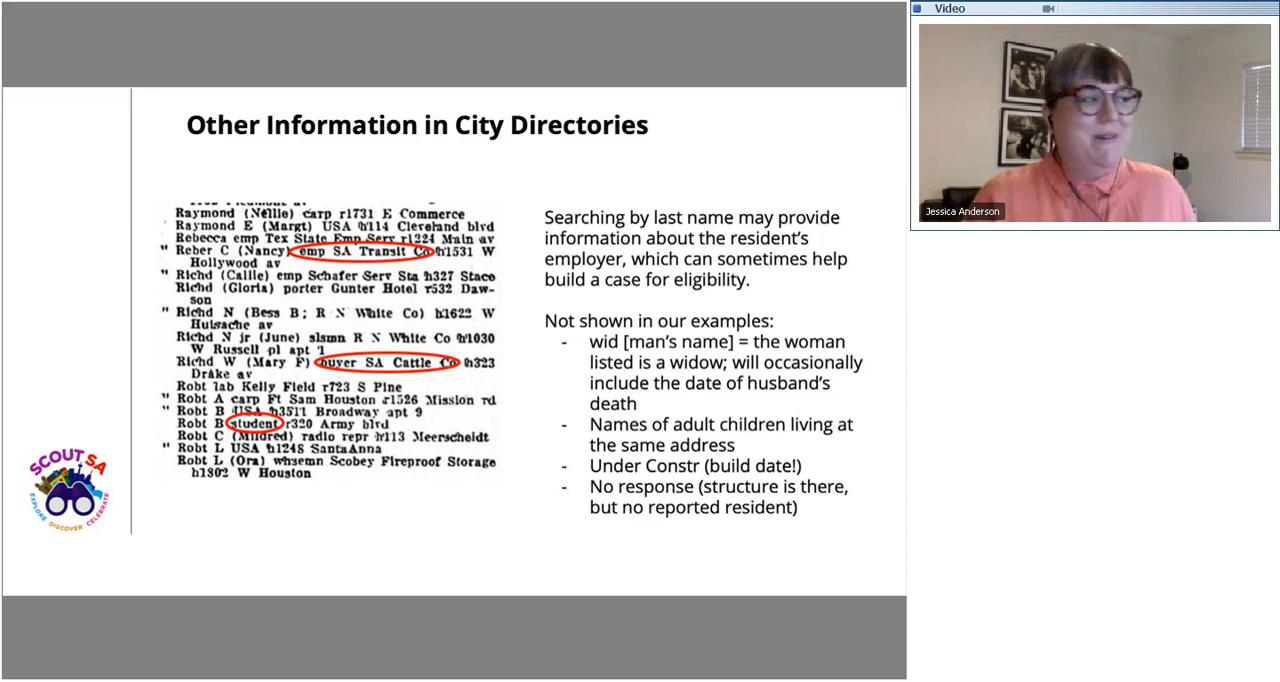 Video
Jessica Anderson
Other Information in City Directories
Raymond (Nellie) carp r1731 E Commerce
Raymond E (Margt) USA h114 Cleveland blvd
Rebecca emp Tex State Emp Serv r1224 Main av
" Reber C (Nancy) emp SA Transit Co h1531 W
Hollywood av
" Richd (Callie) emp Schafer Serv Sta h327 Staco
Richd (Gloria) porter Gunter Hotel r532 Daw-
son
" Richd N (Bess B; R N White Co) h1622 W
Huisache av
Richd N jr (June) slsmn R N White Co h1030
W Russell pl apt 1
Richd W (Mary F) buyer SA Cattle Co h323
Drake av
Robt lab Kelly Field r723 S Pine
" Robt A carp Ft Sam Houston r1526 Mission rd
" Robt B USA h3511 Broadway apt 9
Robt B student r320 Army blvd
Robt C (Mildred) radio repr h113 Meerscheidt
" Robt L USA h1248 SantaAnna
Robt L (Ora) whsemn Scobey Fireproof Storage
h1802 W Houston
Searching by last name may provide
information about the resident's
employer, which can sometimes help
build a case for eligibility.
Not shown in our examples:
- wid [man's name] = the woman
listed is a widow; will occasionally
include the date of husband's
death
- Names of adult children living at
the same address
- Under Constr (build date!)
- No response (structure is there,
but no reported resident)
SCOUT SA
EXPLORE DISCOVER CELEBRATE